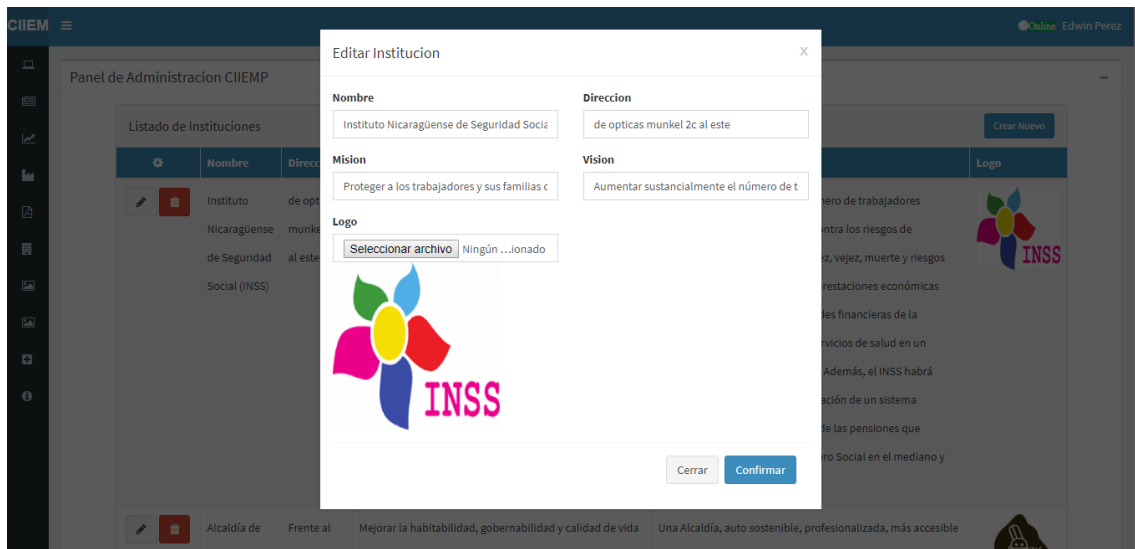 CIIEM
Online Edwin Perez
Panel de Administracion CIIEMP
Listado de Instituciones
Crear Nuevo
Nombre
Logo
Instituto
Nicaragüense
de Seguridad
Social (INSS)
al este
nero de trabajadores
ntra los riesgos de
ez, vejez, muerte y riesgos
restaciones económicas
des financieras de la
rvicios de salud en un
Además, el INSS habrá
ación de un sistema
de las pensiones que
ro Social en el mediano y
INSS
Editar Institucion
X
Nombre
Instituto Nicaragüense de Seguridad Socia
Direccion
de opticas munkel 2c al este
Mision
Proteger a los trabajadores y sus familias c
Vision
Aumentar sustancialmente el número de t
Logo
Seleccionar archivo Ningún ...ionado
INSS
Cerrar
Confirmar
Alcaldía de
Frente al
Mejorar la habitabilidad, gobernabilidad y calidad de vida
Una Alcaldía, auto sostenible, profesionalizada, más accesible